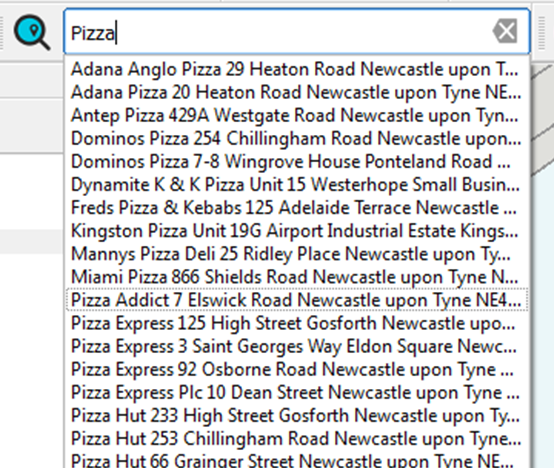 Pizza
Adana Anglo Pizza 29 Heaton Road Newcastle upon T...
Adana Pizza 20 Heaton Road Newcastle upon Tyne NE...
Antep Pizza 429A Westgate Road Newcastle upon Tyn...
Dominos Pizza 254 Chillingham Road Newcastle upon...
Dominos Pizza 7-8 Wingrove House Ponteland Road ...
Dynamite K & K Pizza Unit 15 Westerhope Small Busin...
Freds Pizza & Kebabs 125 Adelaide Terrace Newcastle ...
Kingston Pizza Unit 19G Airport Industrial Estate Kings...
Mannys Pizza Deli 25 Ridley Place Newcastle upon Ty...
Miami Pizza 866 Shields Road Newcastle upon Tyne N...
Pizza Addict 7 Elswick Road Newcastle upon Tyne NE4...
Pizza Express 125 High Street Gosforth Newcastle upo...
Pizza Express 3 Saint Georges Way Eldon Square Newc...
Pizza Express 92 Osborne Road Newcastle upon Tyne ...
Pizza Express Plc 10 Dean Street Newcastle upon Tyne ...
Pizza Hut 233 High Street Gosforth Newcastle upon Ty...
Pizza Hut 253 Chillingham Road Newcastle upon Tyne...
Pizza Hut 66 Grainger Street Newcastle upon Tyne NE...